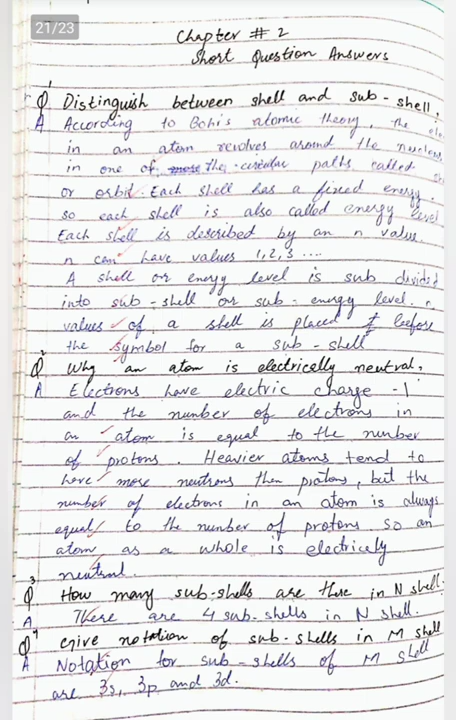 21/23
Chapter # 2
Short Question Answers
1
Q Distinguish between shell and sub-shell.
A According to Bohr's atomic theory, the
in an atom revolves around the nucleus
in one of the circular paths called
or orbit. Each shell has a fixed energy.
so each shell is also called energy level
Each shell is described by an n value.
n can have values 1,2,3 ....
A shell or energy level is sub divided
into sub-shell or sub-energy level. n
values of a shell is placed before
the symbol for a sub-shell
Q 2 Why an atom is electrically neutral.
A Electrons have electric charge -1
and the number of electrons in
an atom is equal to the number
of protons. Heavier atoms tend to
have more neutrons then protons, but the
number of electrons in an atom is always
equal to the number of protons so an
atom as a whole is electrically
neutral.
Q 3 How many sub-shells are there in N shell.
A There are 4 sub-shells in N shell.
Q 4 Give notation of sub-shells in M shell
A Notation for sub-shells of M shell
are 3s, 3p and 3d.